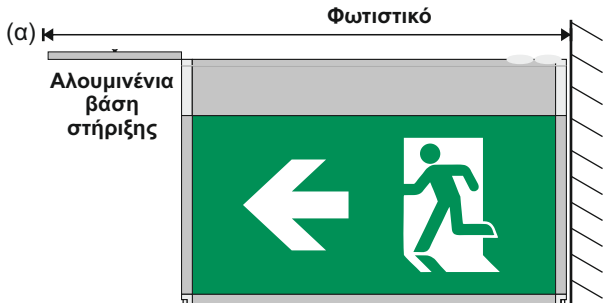 Φωτιστικό
(α)
Αλουμινένια
βάση
στήριξης